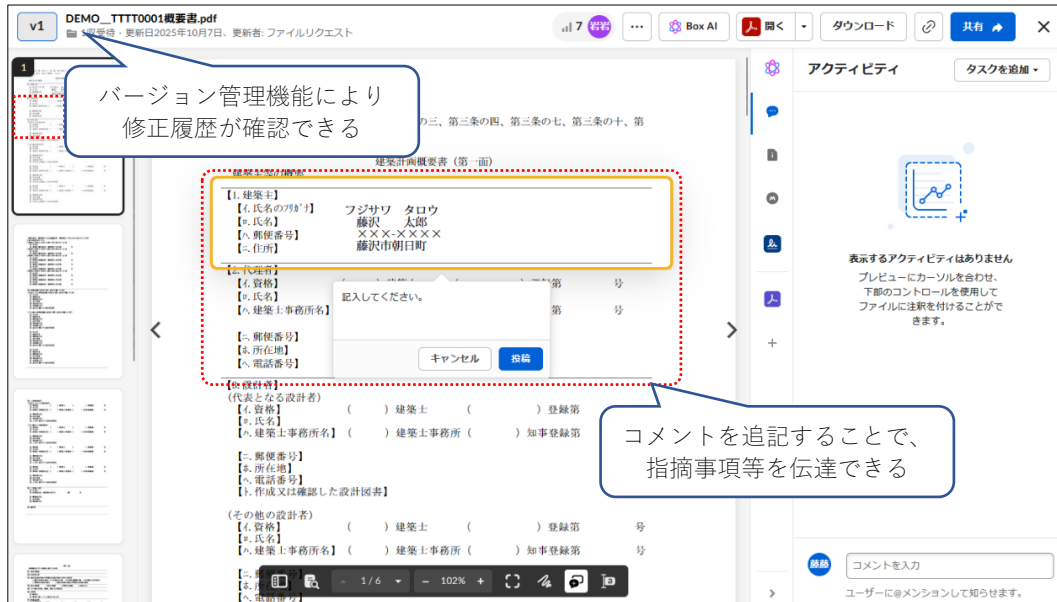 v1
DEMO__TTTT0001概要書.pdf
受待・更新日2025年10月7日、更新者: ファイルリクエスト
7
岩岩
Box AI
開く
ダウンロード
共有
1
バージョン管理機能により
修正履歴が確認できる
の三、第三条の四、第三条の七、第三条の十、第
建築計画概要書（第一面）
建築主等の概要
【1. 建築主】
【イ. 氏名のフリガナ】 フジサワ タロウ
【ロ. 氏名】 藤沢 太郎
【ハ. 郵便番号】 ×××-××××
【ニ. 住所】 藤沢市朝日町
【2. 代理者】
【イ. 資格】 号
【ロ. 氏名】
【ハ. 建築士事務所名】 号
【ニ. 郵便番号】
【ホ. 所在地】
【ヘ. 電話番号】
記入してください。
キャンセル
投稿
【3. 設計者】
(代表となる設計者)
【イ. 資格】 ( ) 建築士 ( ) 登録第
【ロ. 氏名】
【ハ. 建築士事務所名】 ( ) 建築士事務所 ( ) 知事登録第
【ニ. 郵便番号】
【ホ. 所在地】
【ヘ. 電話番号】
【ト. 作成又は確認した設計図書】
コメントを追記することで、
指摘事項等を伝達できる
(その他の設計者)
【イ. 資格】 ( ) 建築士 ( ) 登録第 号
【ロ. 氏名】
【ハ. 建築士事務所名】 ( ) 建築士事務所 ( ) 知事登録第 号
1 / 6
102%
アクティビティ
タスクを追加
表示するアクティビティはありません
プレビューにカーソルを合わせ、
下部のコントロールを使用して
ファイルに注釈を付けることがで
きます。
藤藤
コメントを入力
ユーザーに@メンションして知らせます。